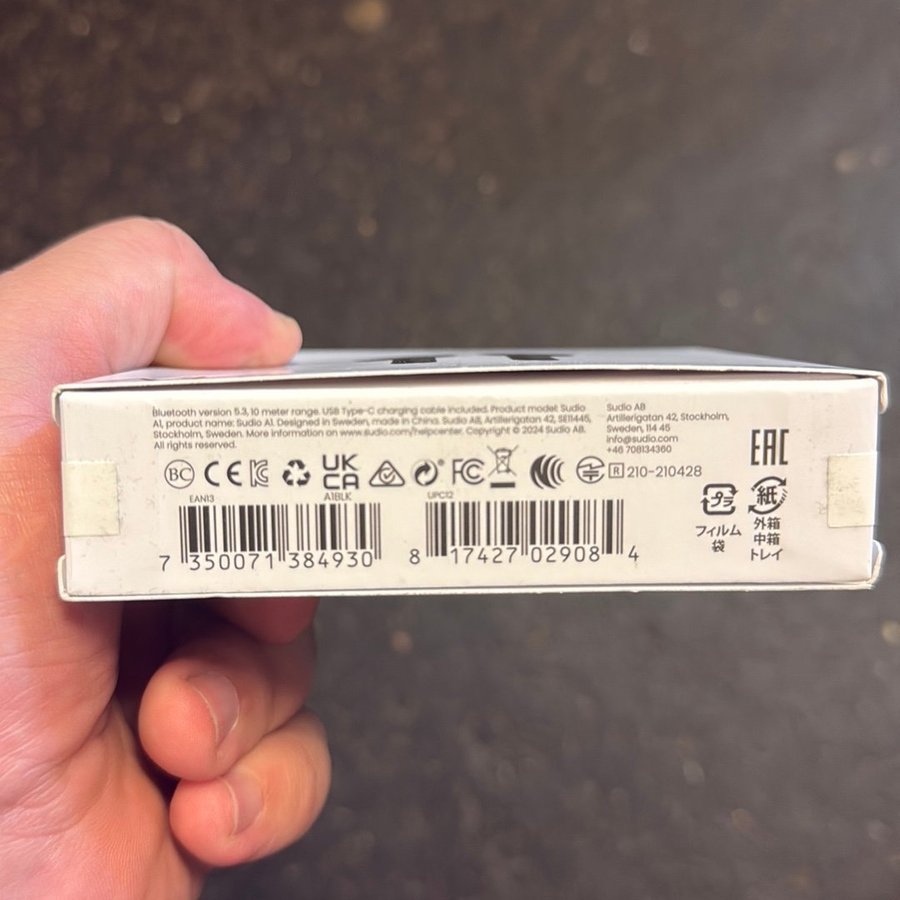 Bluetooth version 5.3, 10 meter range. USB Type-C charging cable included. Product model: Sudio
A1, product name: Sudio A1. Designed in Sweden, made in China. Sudio AB, Artillerigatan 42, SE11445,
Stockholm, Sweden. More information on www.sudio.com/helpcenter. Copyright © 2024 Sudio AB.
All rights reserved.
Sudio AB
Artillerigatan 42, Stockholm,
Sweden, 114 45
info@sudio.com
+46 708134360
EAC
BC CE UK CA FC R 210-210428
EAN13 A1BLK UPC12
7 350071 384930 8 17427 02908 4
プラ
フィルム
袋
紙
外箱
中箱
トレイ